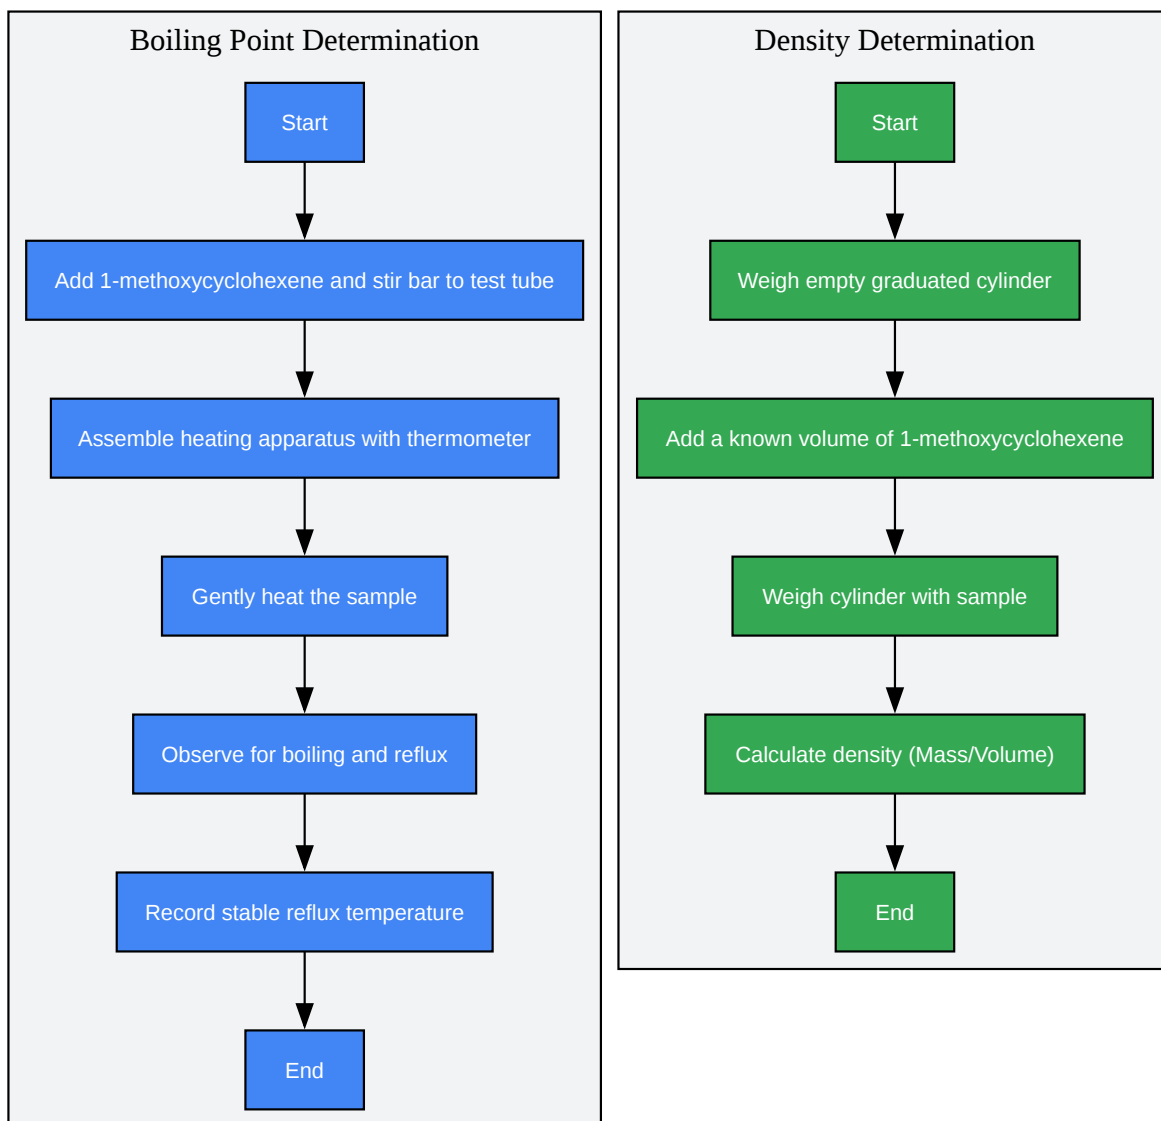 Boiling Point Determination
Start
Add 1-methoxycyclohexene and stir bar to test tube
Assemble heating apparatus with thermometer
Gently heat the sample
Observe for boiling and reflux
Record stable reflux temperature
End
Density Determination
Start
Weigh empty graduated cylinder
Add a known volume of 1-methoxycyclohexene
Weigh cylinder with sample
Calculate density (Mass/Volume)
End